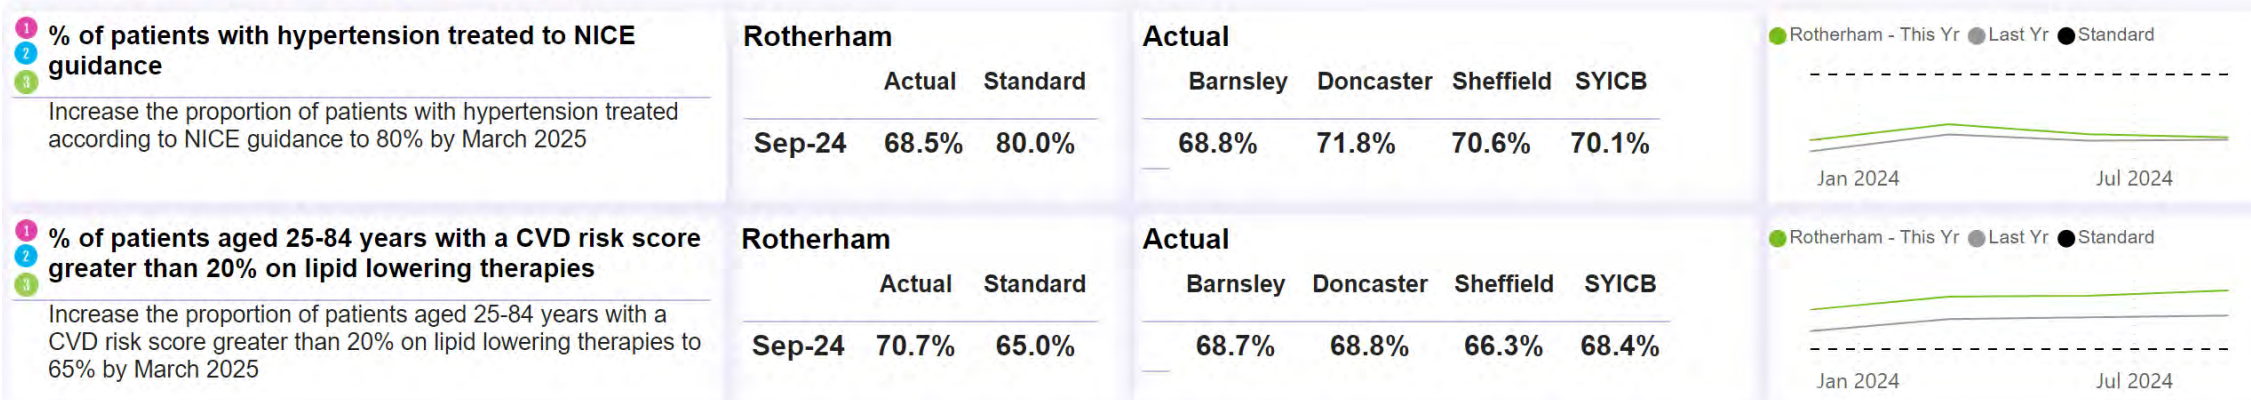 1
2
3
% of patients with hypertension treated to NICE
guidance
Increase the proportion of patients with hypertension treated
according to NICE guidance to 80% by March 2025
Rotherham
Actual Standard
Sep-24 68.5% 80.0%
Actual
Barnsley Doncaster Sheffield SYICB
68.8% 71.8% 70.6% 70.1%
Rotherham - This Yr Last Yr Standard
Jan 2024 Jul 2024
1
2
3
% of patients aged 25-84 years with a CVD risk score
greater than 20% on lipid lowering therapies
Increase the proportion of patients aged 25-84 years with a
CVD risk score greater than 20% on lipid lowering therapies to
65% by March 2025
Rotherham
Actual Standard
Sep-24 70.7% 65.0%
Actual
Barnsley Doncaster Sheffield SYICB
68.7% 68.8% 66.3% 68.4%
Rotherham - This Yr Last Yr Standard
Jan 2024 Jul 2024